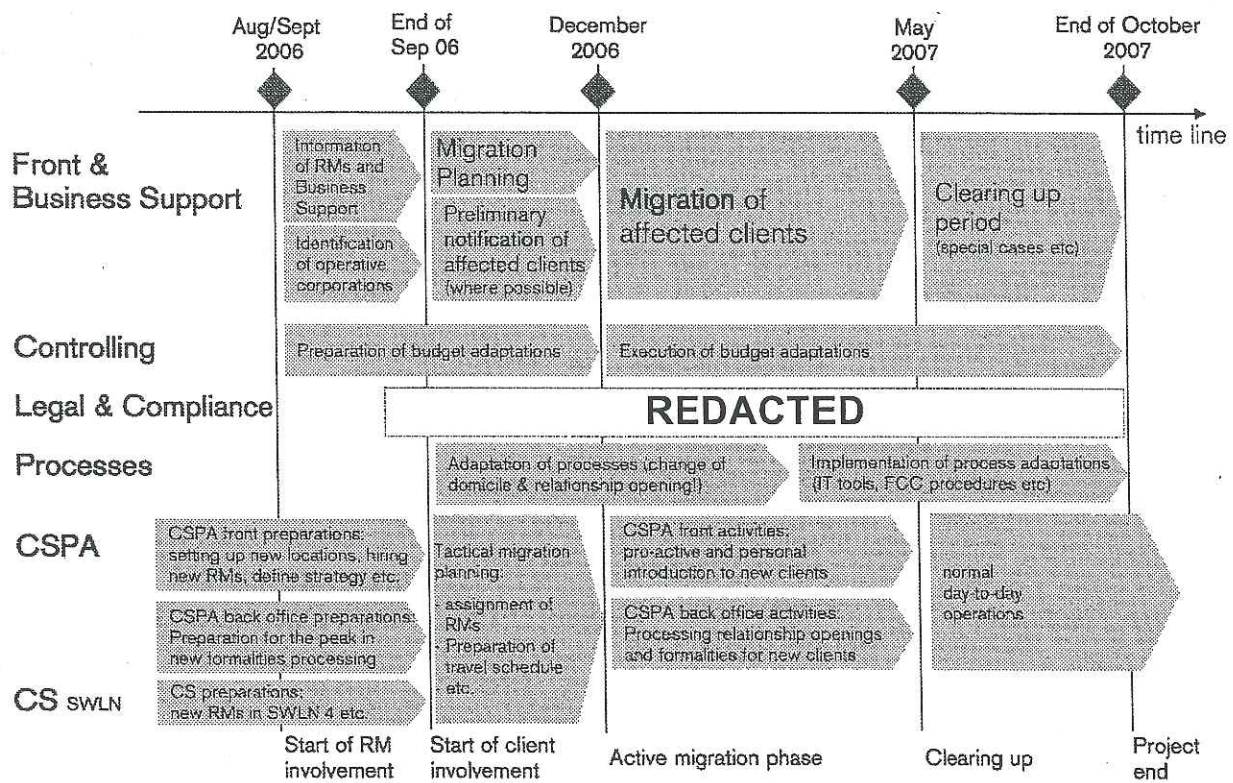 Aug/Sept
2006
End of
Sep 06
December
2006
May
2007
End of October
2007
time line
Front &
Business Support
Information
of RMs and
Business
Support
Identification
of operative
corporations
Migration
Planning
Preliminary
notification of
affected clients
(where possible)
Migration of
affected clients
Clearing up
period
(special cases etc)
Controlling
Preparation of budget adaptations
Execution of budget adaptations
Legal & Compliance
REDACTED
Processes
Adaptation of processes (change of
domicile & relationship opening!)
Implementation of process adaptations
(IT tools, FCC procedures etc)
CSPA
CSPA front preparations:
setting up new locations, hiring
new RMs, define strategy etc.
CSPA back office preparations:
Preparation for the peak in
new formalities processing
Tactical migration
planning:
- assignment of
RMs
- Preparation of
travel schedule
- etc.
CSPA front activities:
pro-active and personal
introduction to new clients
CSPA back office activities:
Processing relationship openings
and formalities for new clients
normal
day-to-day
operations
CS SWLN
CS preparations:
new RMs in SWLN 4 etc.
Start of RM
involvement
Start of client
involvement
Active migration phase
Clearing up
Project
end